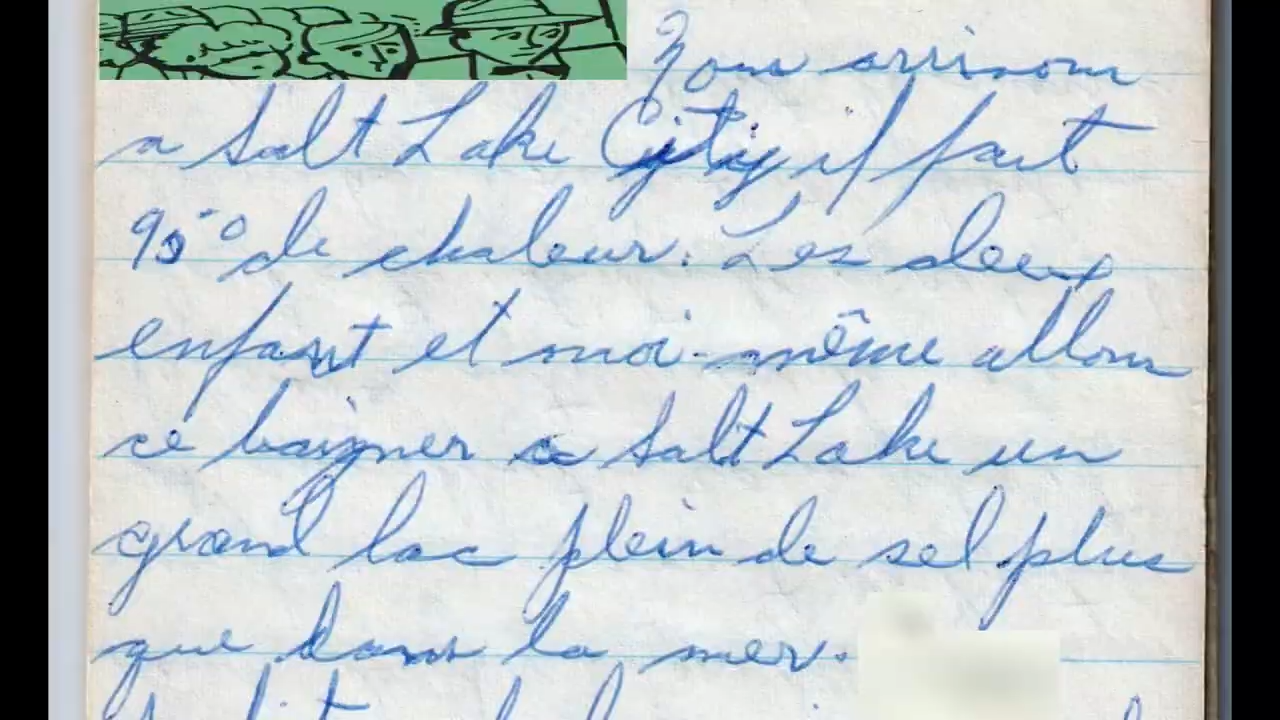 Nous arrivons
a Salt Lake City il fait
95° de chaleur. Les deux
enfant et moi-même allons
ce baigner a Salt Lake un
grand lac plein de sel plus
que dans la mer.